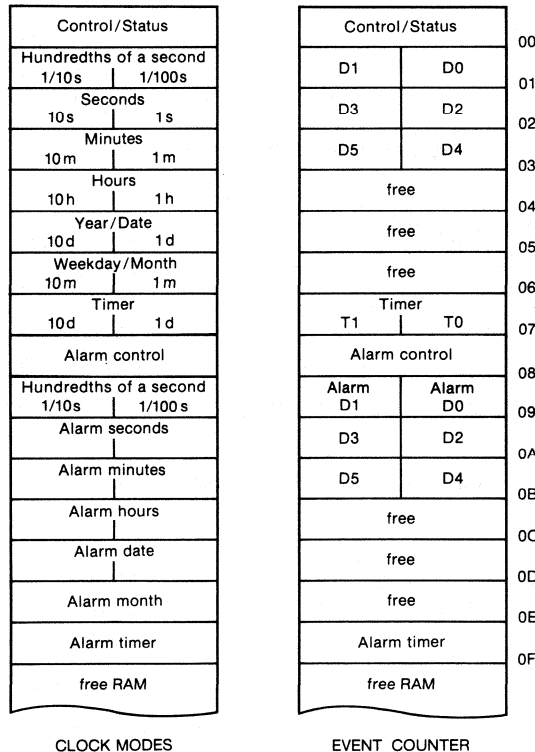 Control/Status
Hundredths of a second
1/10s 1/100s
Seconds
10s 1s
Minutes
10m 1m
Hours
10h 1h
Year/Date
10d 1d
Weekday/Month
10m 1m
Timer
10d 1d
Alarm control
Hundredths of a second
1/10s 1/100s
Alarm seconds
Alarm minutes
Alarm hours
Alarm date
Alarm month
Alarm timer
free RAM
CLOCK MODES
Control/Status
00
D1 D0
01
D3 D2
02
D5 D4
03
free
04
free
05
free
06
Timer
T1 T0
07
Alarm control
08
Alarm Alarm
D1 D0
09
D3 D2
0A
D5 D4
0B
free
0C
free
0D
free
0E
Alarm timer
0F
free RAM
EVENT COUNTER